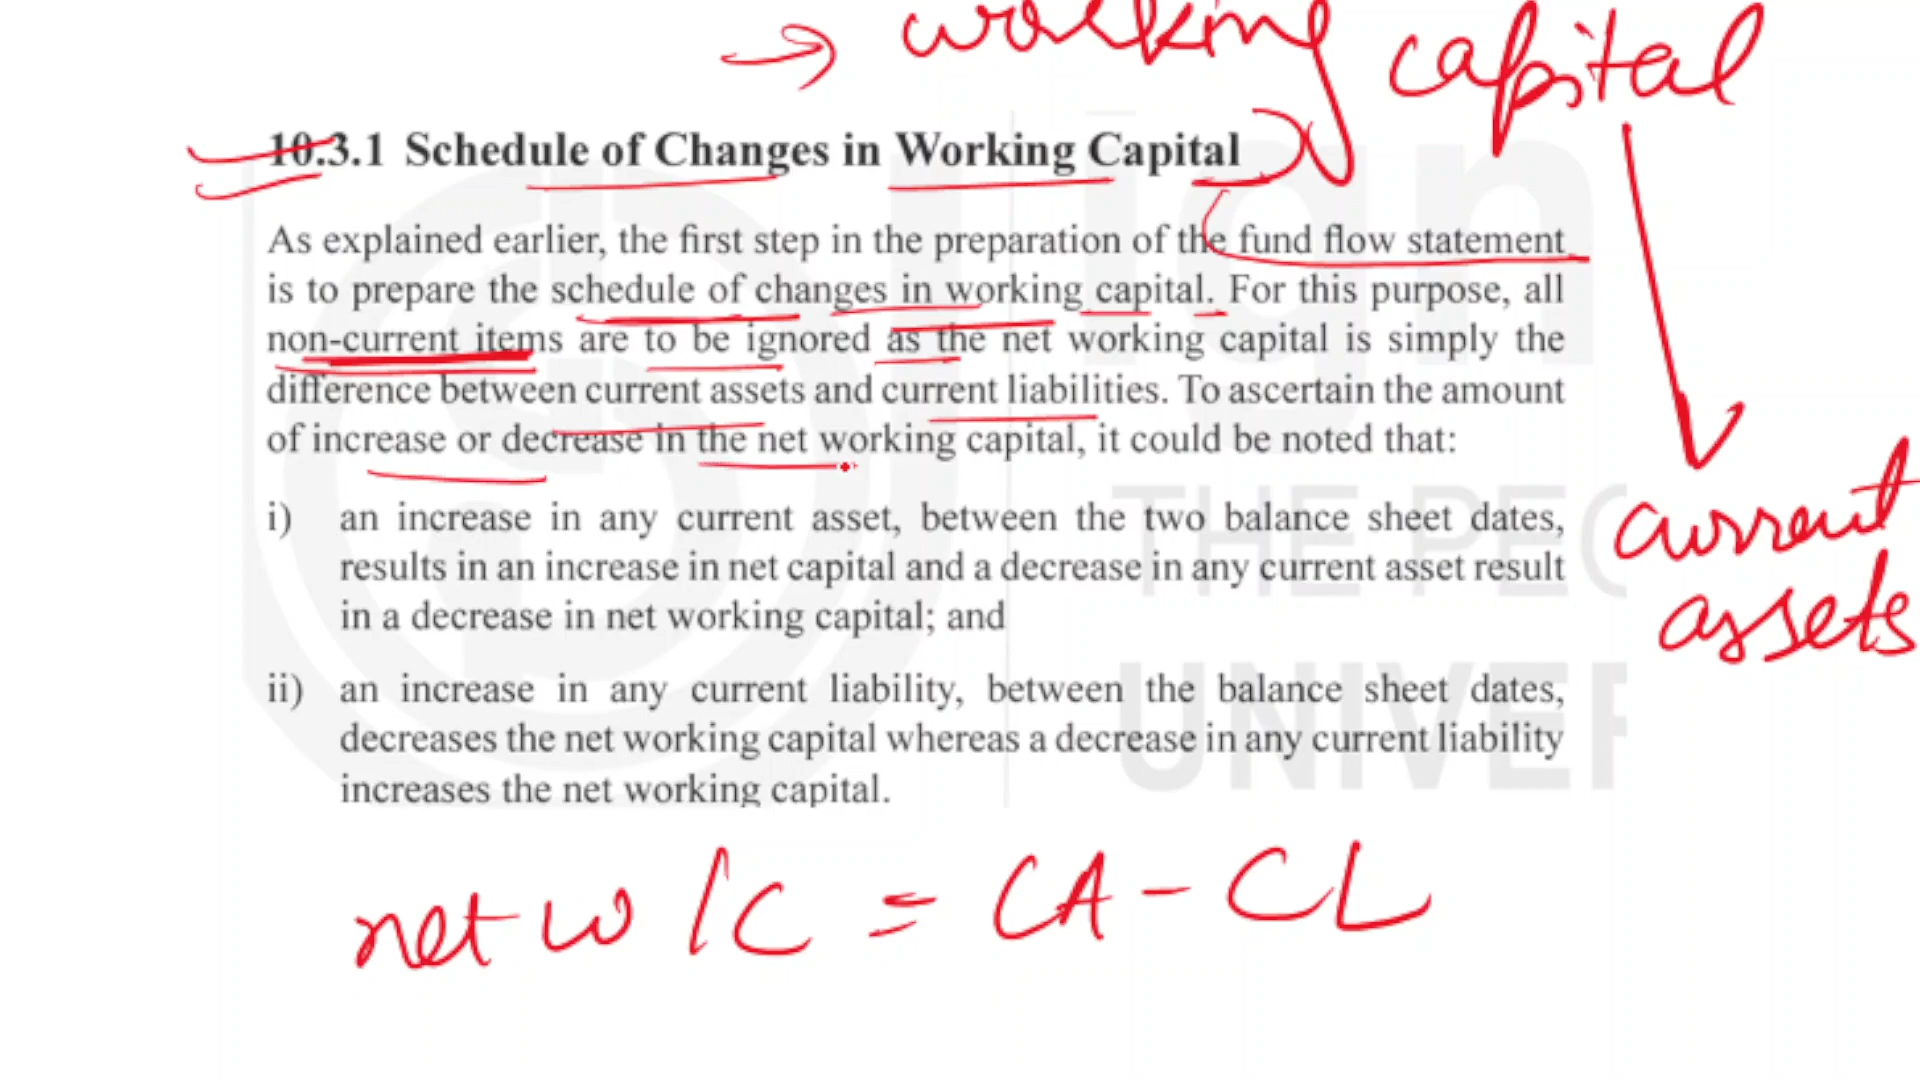 → working capital
10.3.1 Schedule of Changes in Working Capital
As explained earlier, the first step in the preparation of the fund flow statement
is to prepare the schedule of changes in working capital. For this purpose, all
non-current items are to be ignored as the net working capital is simply the
difference between current assets and current liabilities. To ascertain the amount
of increase or decrease in the net working capital, it could be noted that:
i) an increase in any current asset, between the two balance sheet dates,
results in an increase in net capital and a decrease in any current asset result
in a decrease in net working capital; and
current
assets
ii) an increase in any current liability, between the balance sheet dates,
decreases the net working capital whereas a decrease in any current liability
increases the net working capital.
net w/C = CA - CL
ign
THE PE
UNIVE